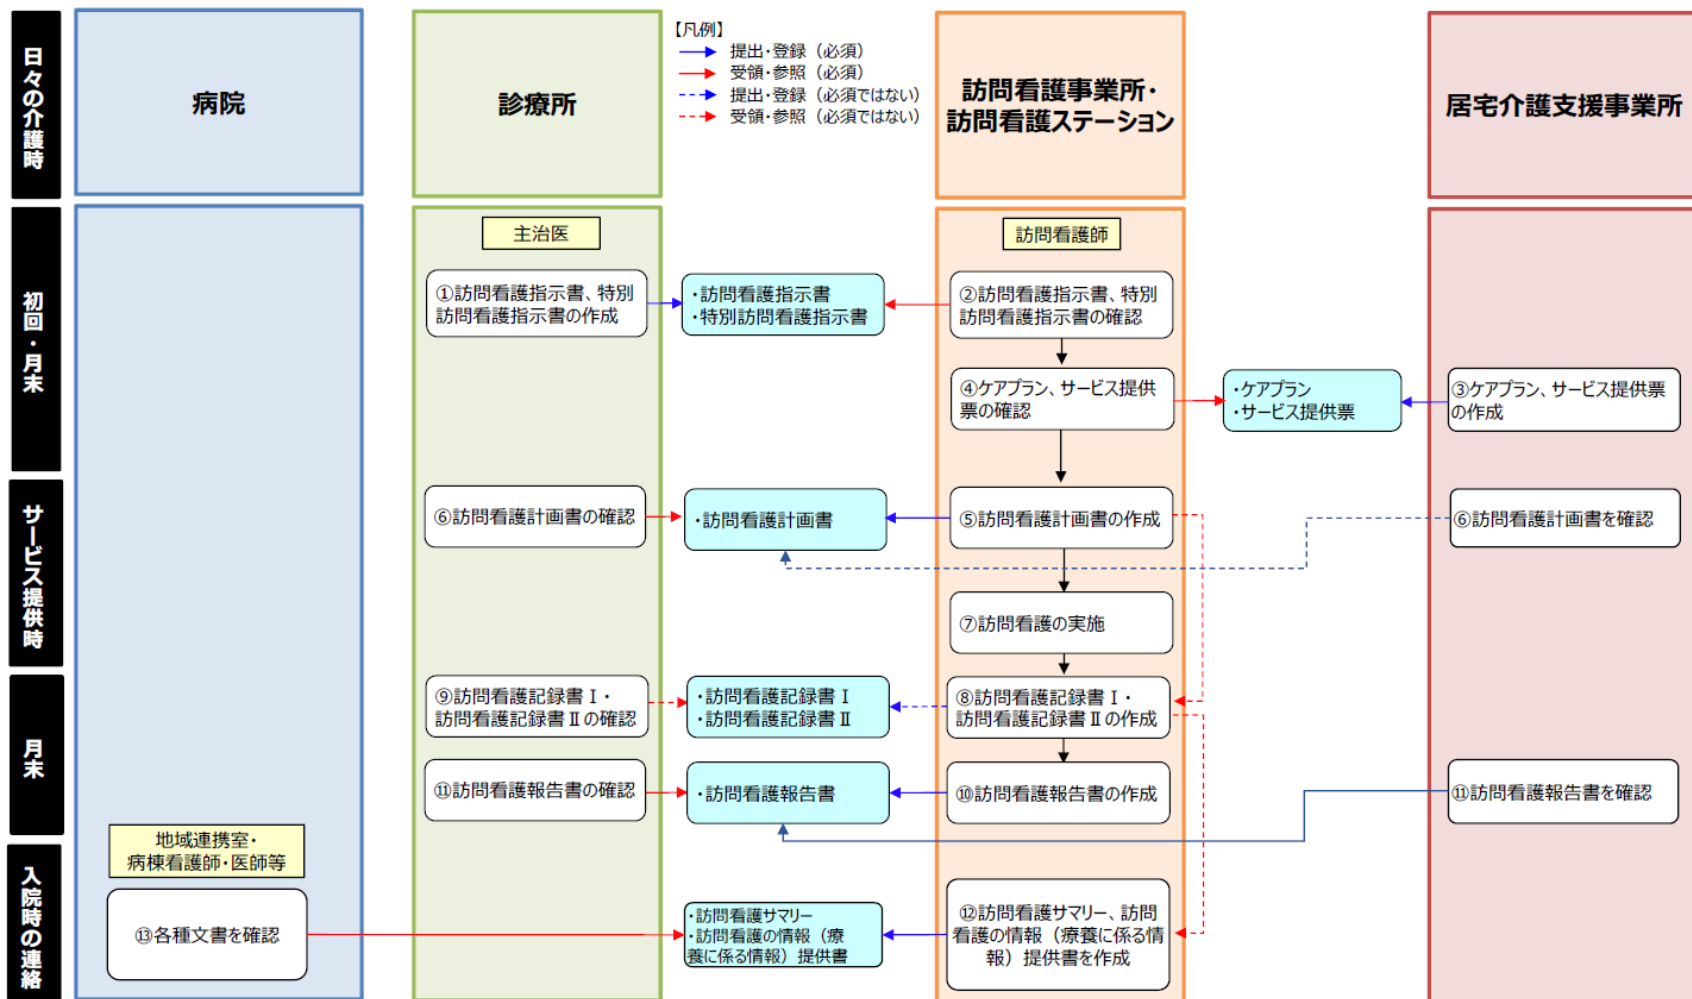 日々の介護時
病院
診療所
【凡例】
提出・登録（必須）
受領・参照（必須）
提出・登録（必須ではない）
受領・参照（必須ではない）
訪問看護事業所・
訪問看護ステーション
居宅介護支援事業所
初回・月末
主治医
訪問看護師
①訪問看護指示書、特別
訪問看護指示書の作成
・訪問看護指示書
・特別訪問看護指示書
②訪問看護指示書、特別
訪問看護指示書の確認
④ケアプラン、サービス提供
票の確認
・ケアプラン
・サービス提供票
③ケアプラン、サービス提供票
の作成
サービス提供時
⑥訪問看護計画書の確認
・訪問看護計画書
⑤訪問看護計画書の作成
⑥訪問看護計画書を確認
⑦訪問看護の実施
月末
⑨訪問看護記録書Ⅰ・
訪問看護記録書Ⅱの確認
・訪問看護記録書Ⅰ
・訪問看護記録書Ⅱ
⑧訪問看護記録書Ⅰ・
訪問看護記録書Ⅱの作成
⑪訪問看護報告書の確認
・訪問看護報告書
⑩訪問看護報告書の作成
⑪訪問看護報告書を確認
入院時の連絡
地域連携室・
病棟看護師・医師等
⑬各種文書を確認
・訪問看護サマリー
・訪問看護の情報（療
養に係る情報）提供書
⑫訪問看護サマリー、訪問
看護の情報（療養に係る情
報）提供書を作成